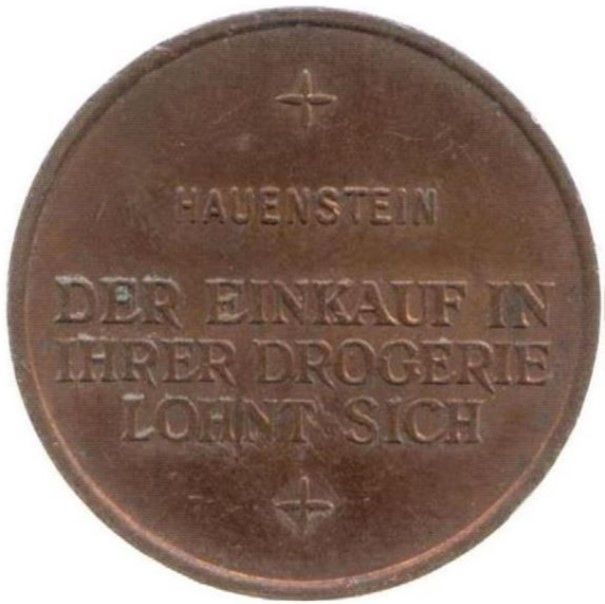 HAUENSTEIN
DER EINKAUF IN
IHRER DROGERIE
LOHNT SICH